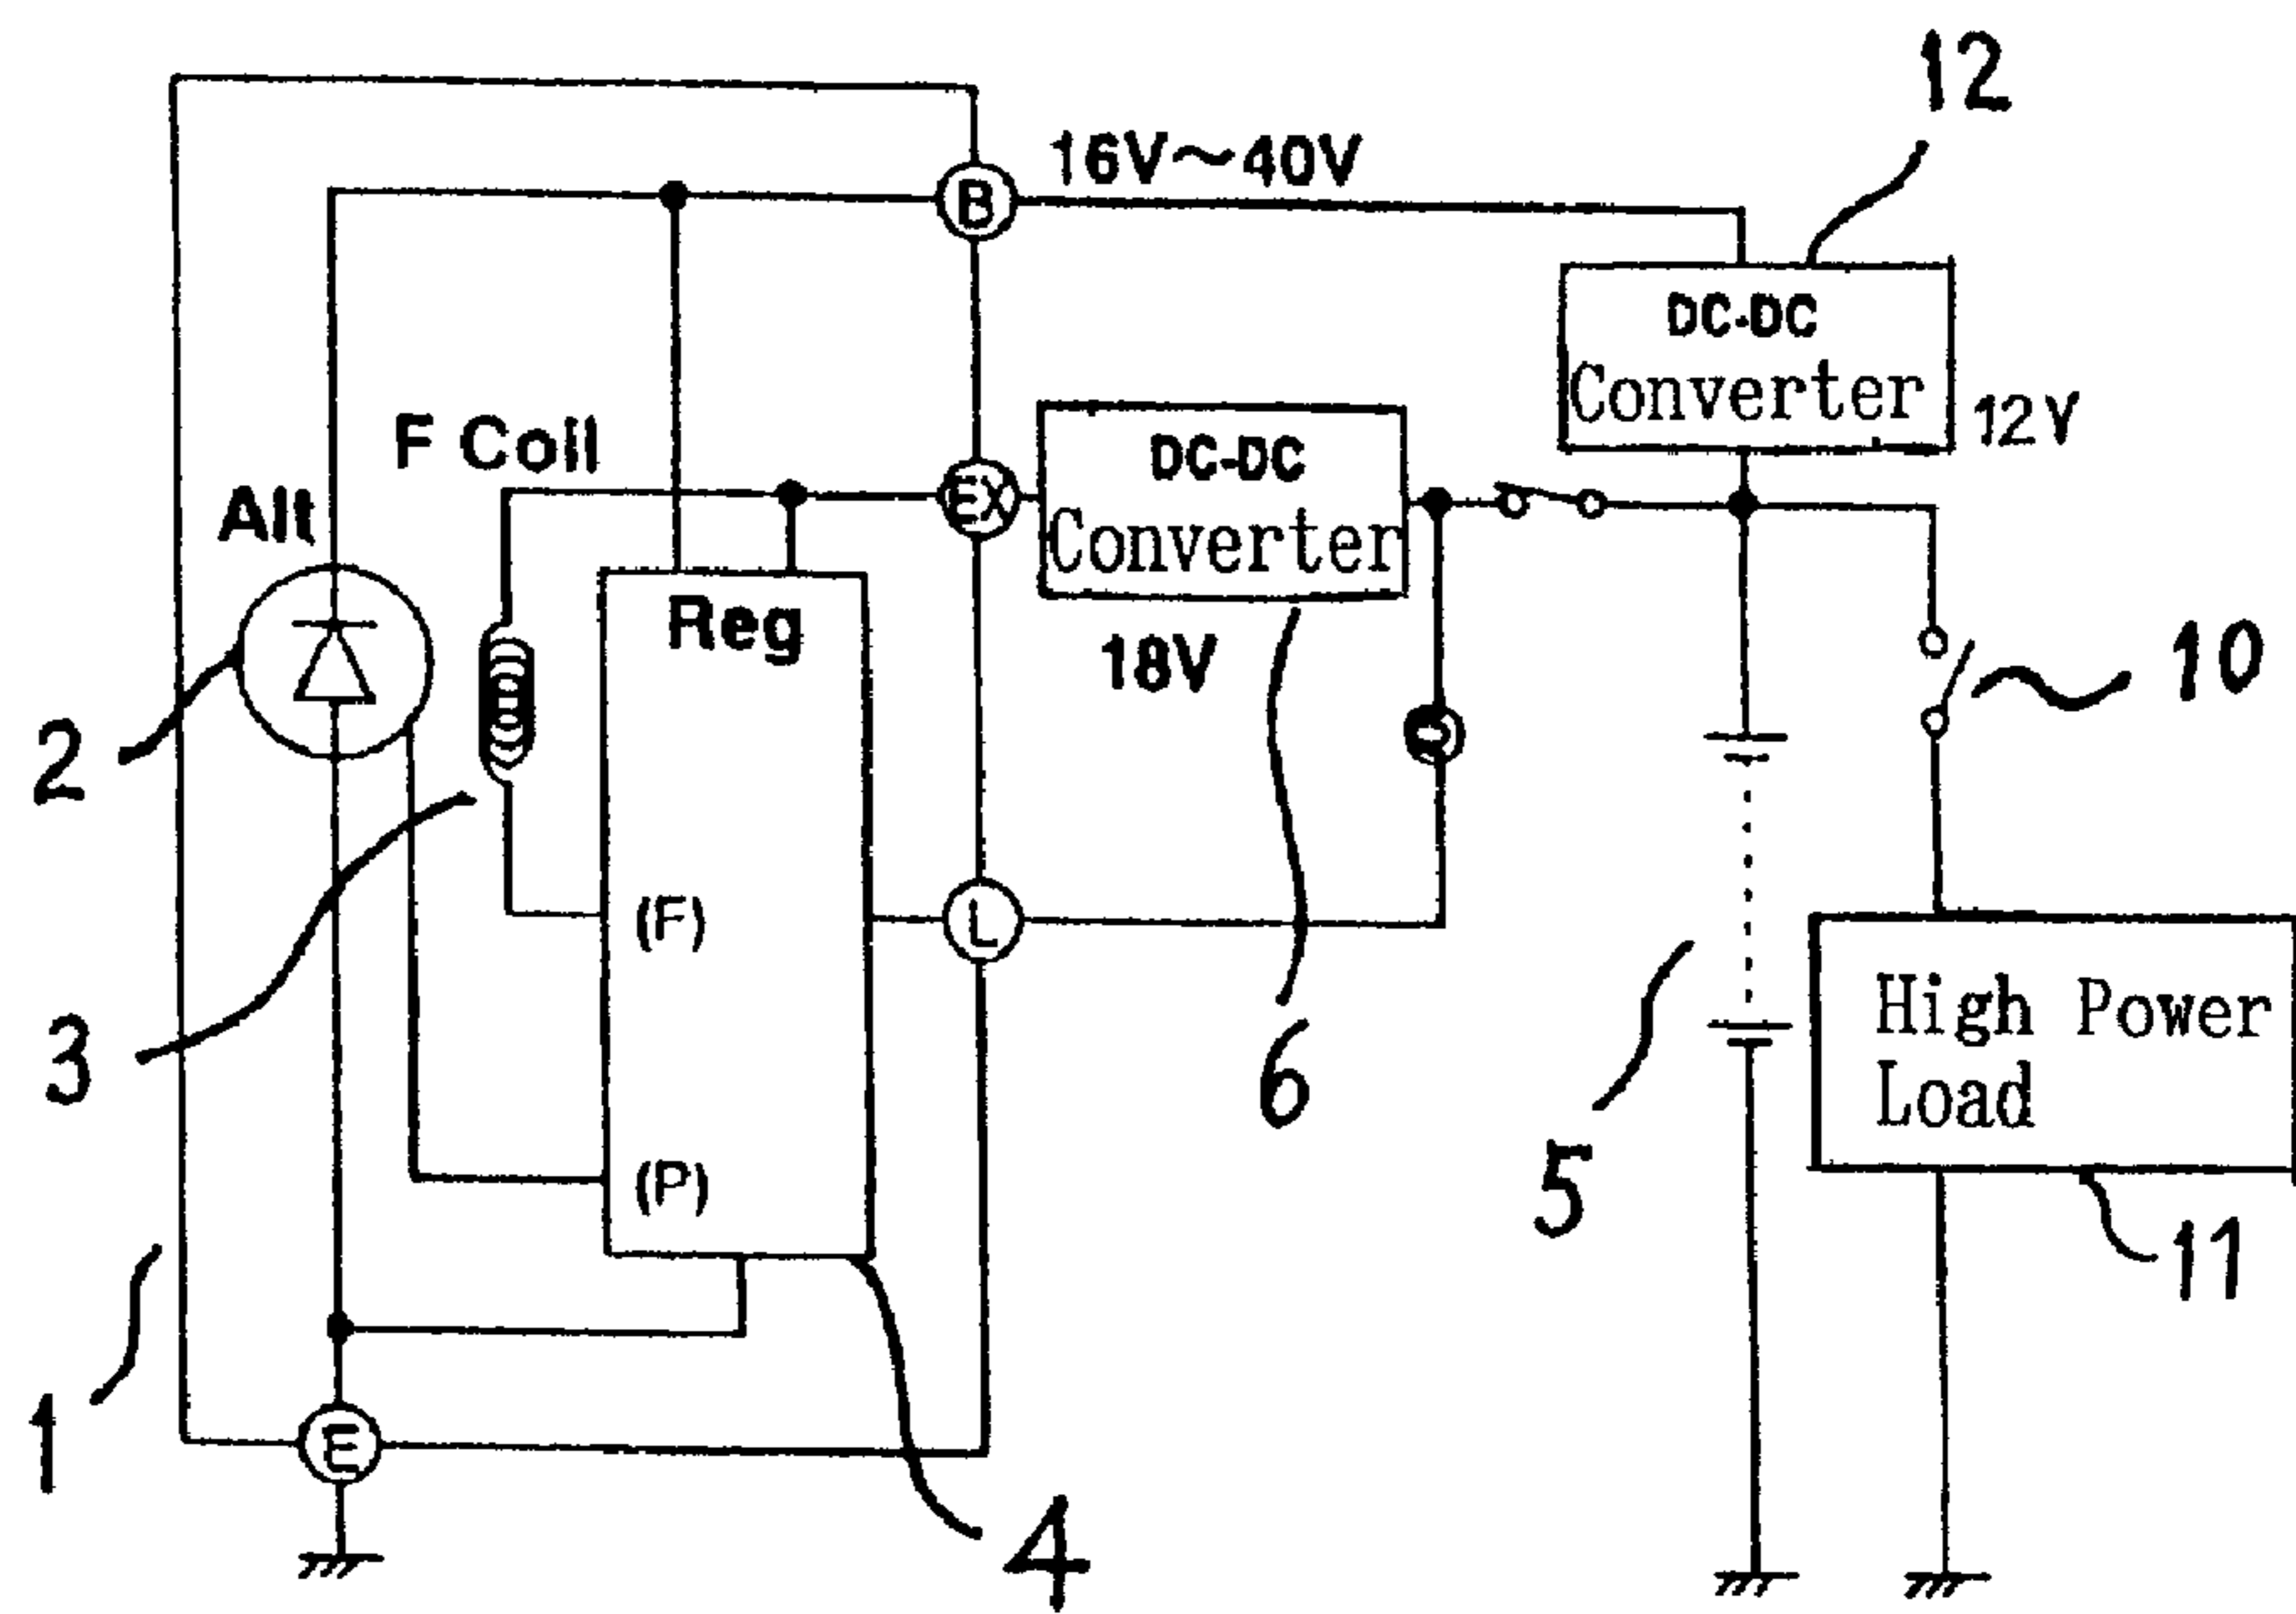 12
16V～40V
B
DC-DC
Converter
12V
F Coil
Alt
EX
DC-DC
Converter
18V
Reg
10
2
3
(F)
L
6
High Power
Load
5
(P)
11
1
E
4